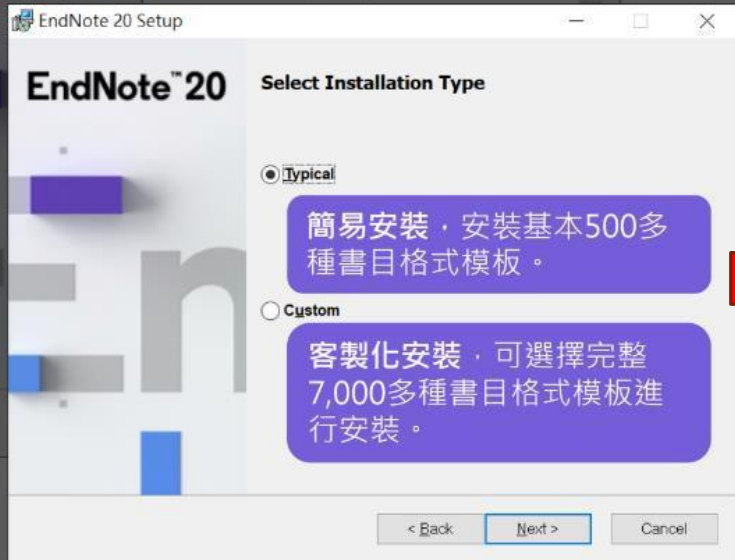 EndNote 20 Setup
EndNote™20
Select Installation Type
Typical
簡易安裝，安裝基本500多
種書目格式模板。
Custom
客製化安裝，可選擇完整
7,000多種書目格式模板進
行安裝。
En
< Back
Next >
Cancel